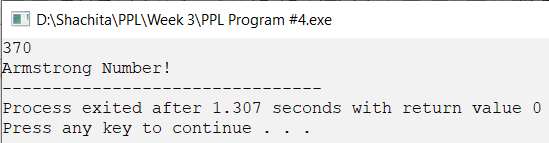 D:\Shachita\PPL\Week 3\PPL Program #4.exe
370
Armstrong Number!
--------------------------------
Process exited after 1.307 seconds with return value 0
Press any key to continue . . .